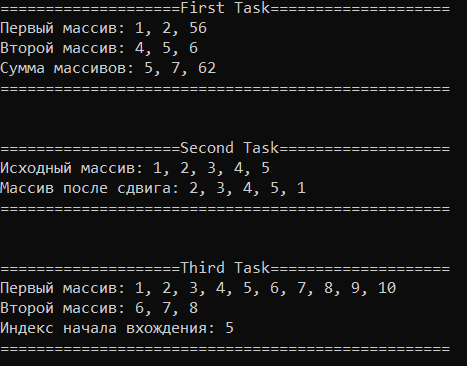 ====================First Task====================
Первый массив: 1, 2, 56
Второй массив: 4, 5, 6
Сумма массивов: 5, 7, 62
==================================================
====================Second Task===================
Исходный массив: 1, 2, 3, 4, 5
Массив после сдвига: 2, 3, 4, 5, 1
==================================================
====================Third Task====================
Первый массив: 1, 2, 3, 4, 5, 6, 7, 8, 9, 10
Второй массив: 6, 7, 8
Индекс начала вхождения: 5
==================================================